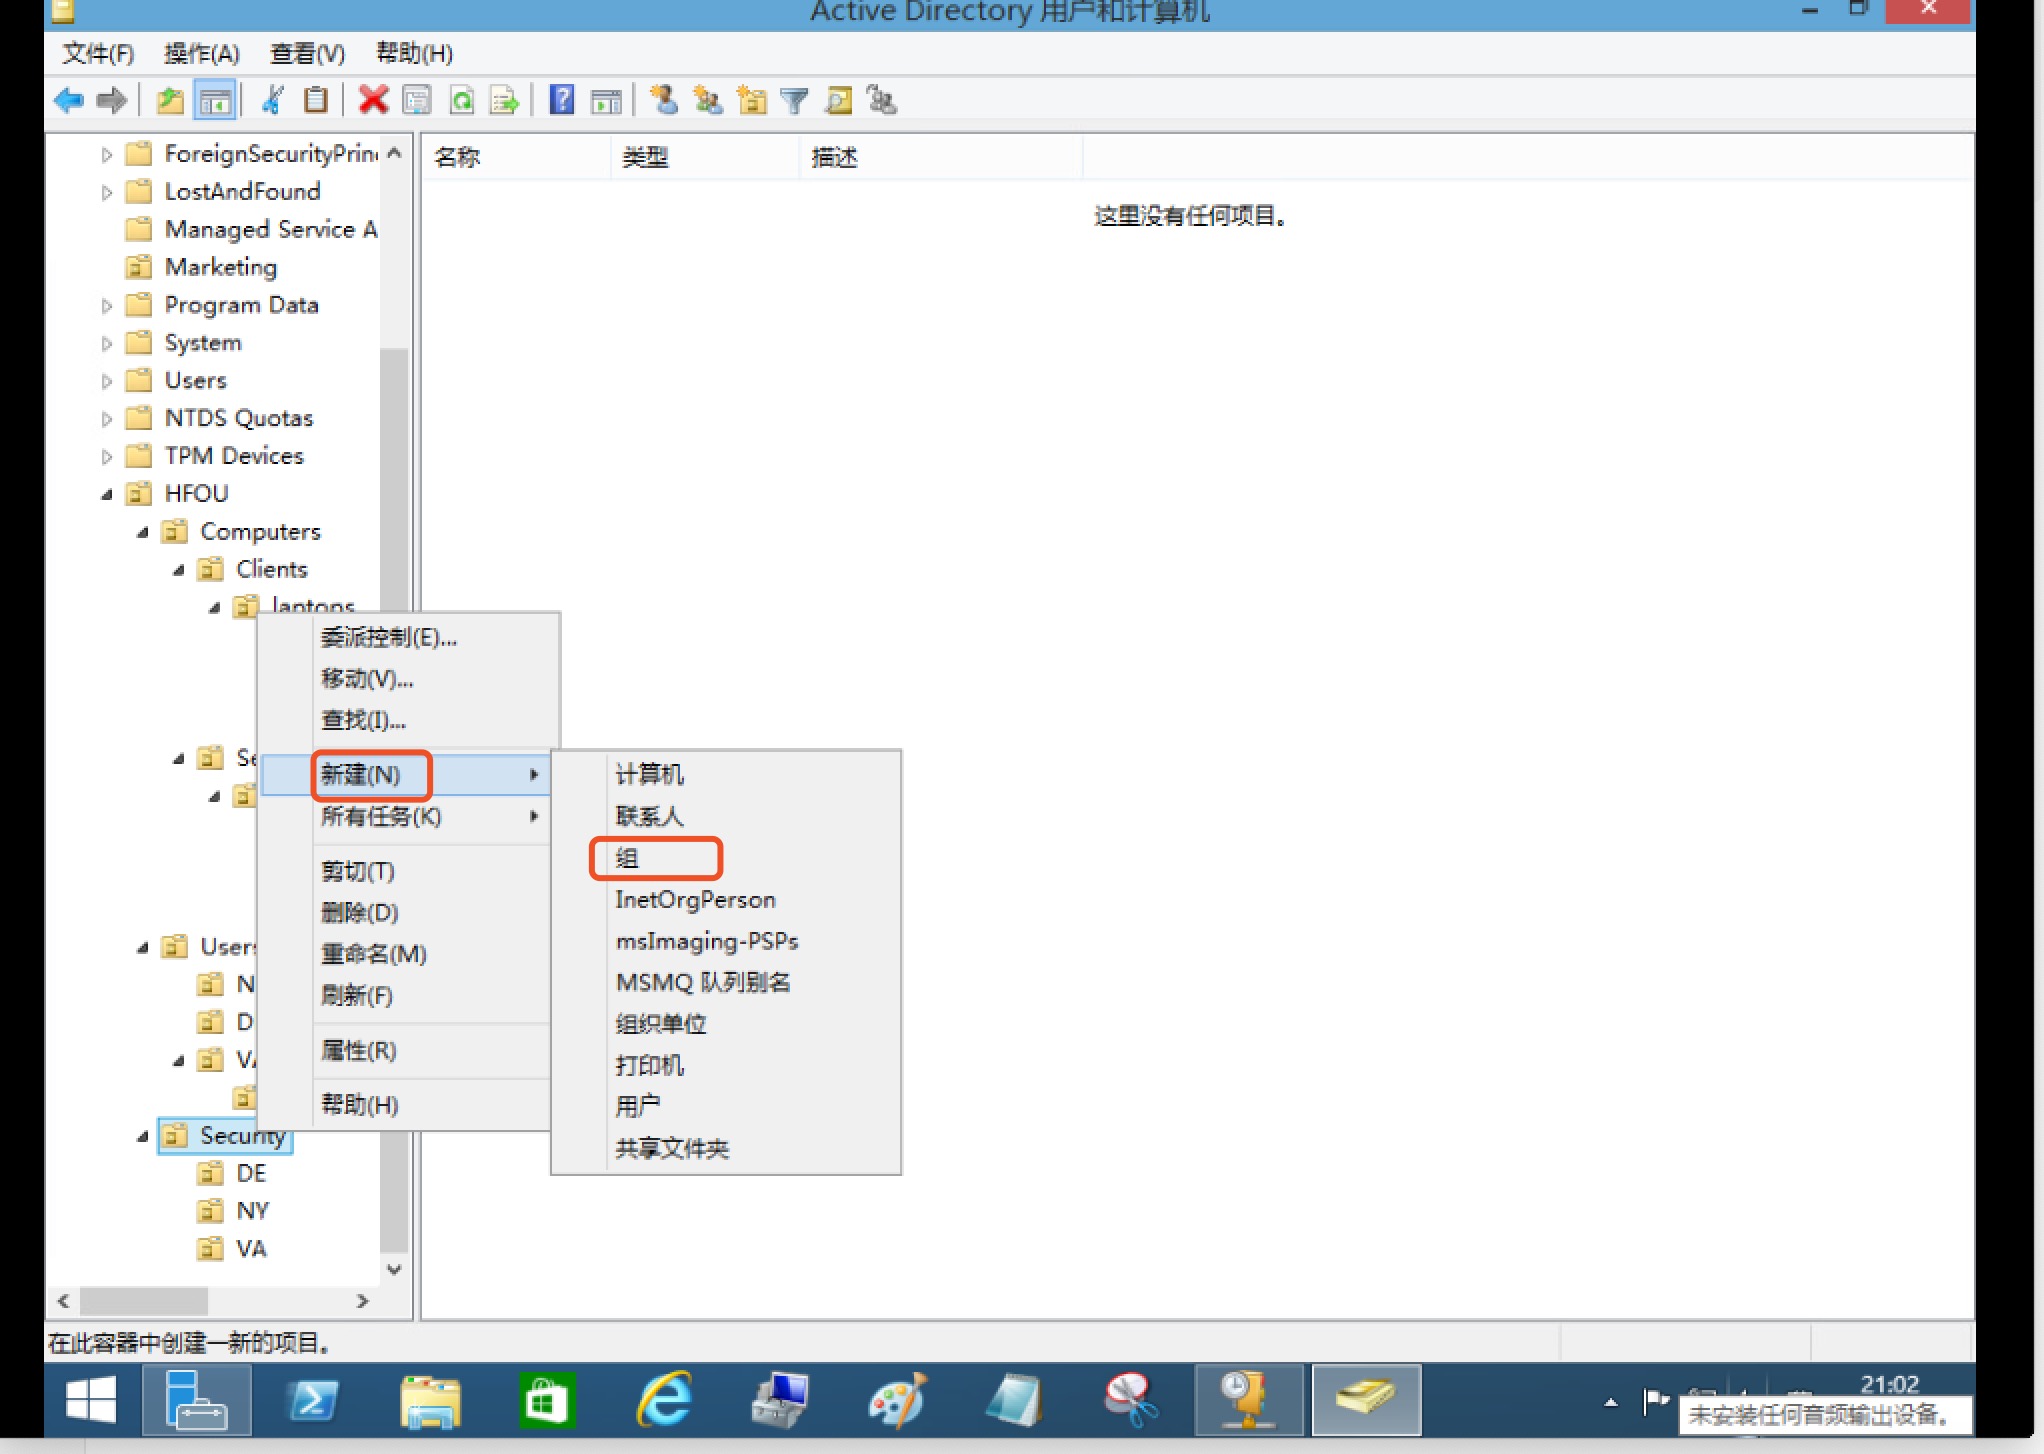 Active Directory 用户和计算机
文件(F) 操作(A) 查看(V) 帮助(H)
名称 类型 描述
这里没有任何项目。
ForeignSecurityPrin
LostAndFound
Managed Service A
Marketing
Program Data
System
Users
NTDS Quotas
TPM Devices
HFOU
Computers
Clients
laptops
Se
Users
N
D
VA
Security
DE
NY
VA
委派控制(E)...
移动(V)...
查找(I)...
新建(N)
所有任务(K)
剪切(T)
删除(D)
重命名(M)
刷新(F)
属性(R)
帮助(H)
计算机
联系人
组
InetOrgPerson
msImaging-PSPs
MSMQ 队列别名
组织单位
打印机
用户
共享文件夹
在此容器中创建一新的项目。
21:02
未安装任何音频输出设备。